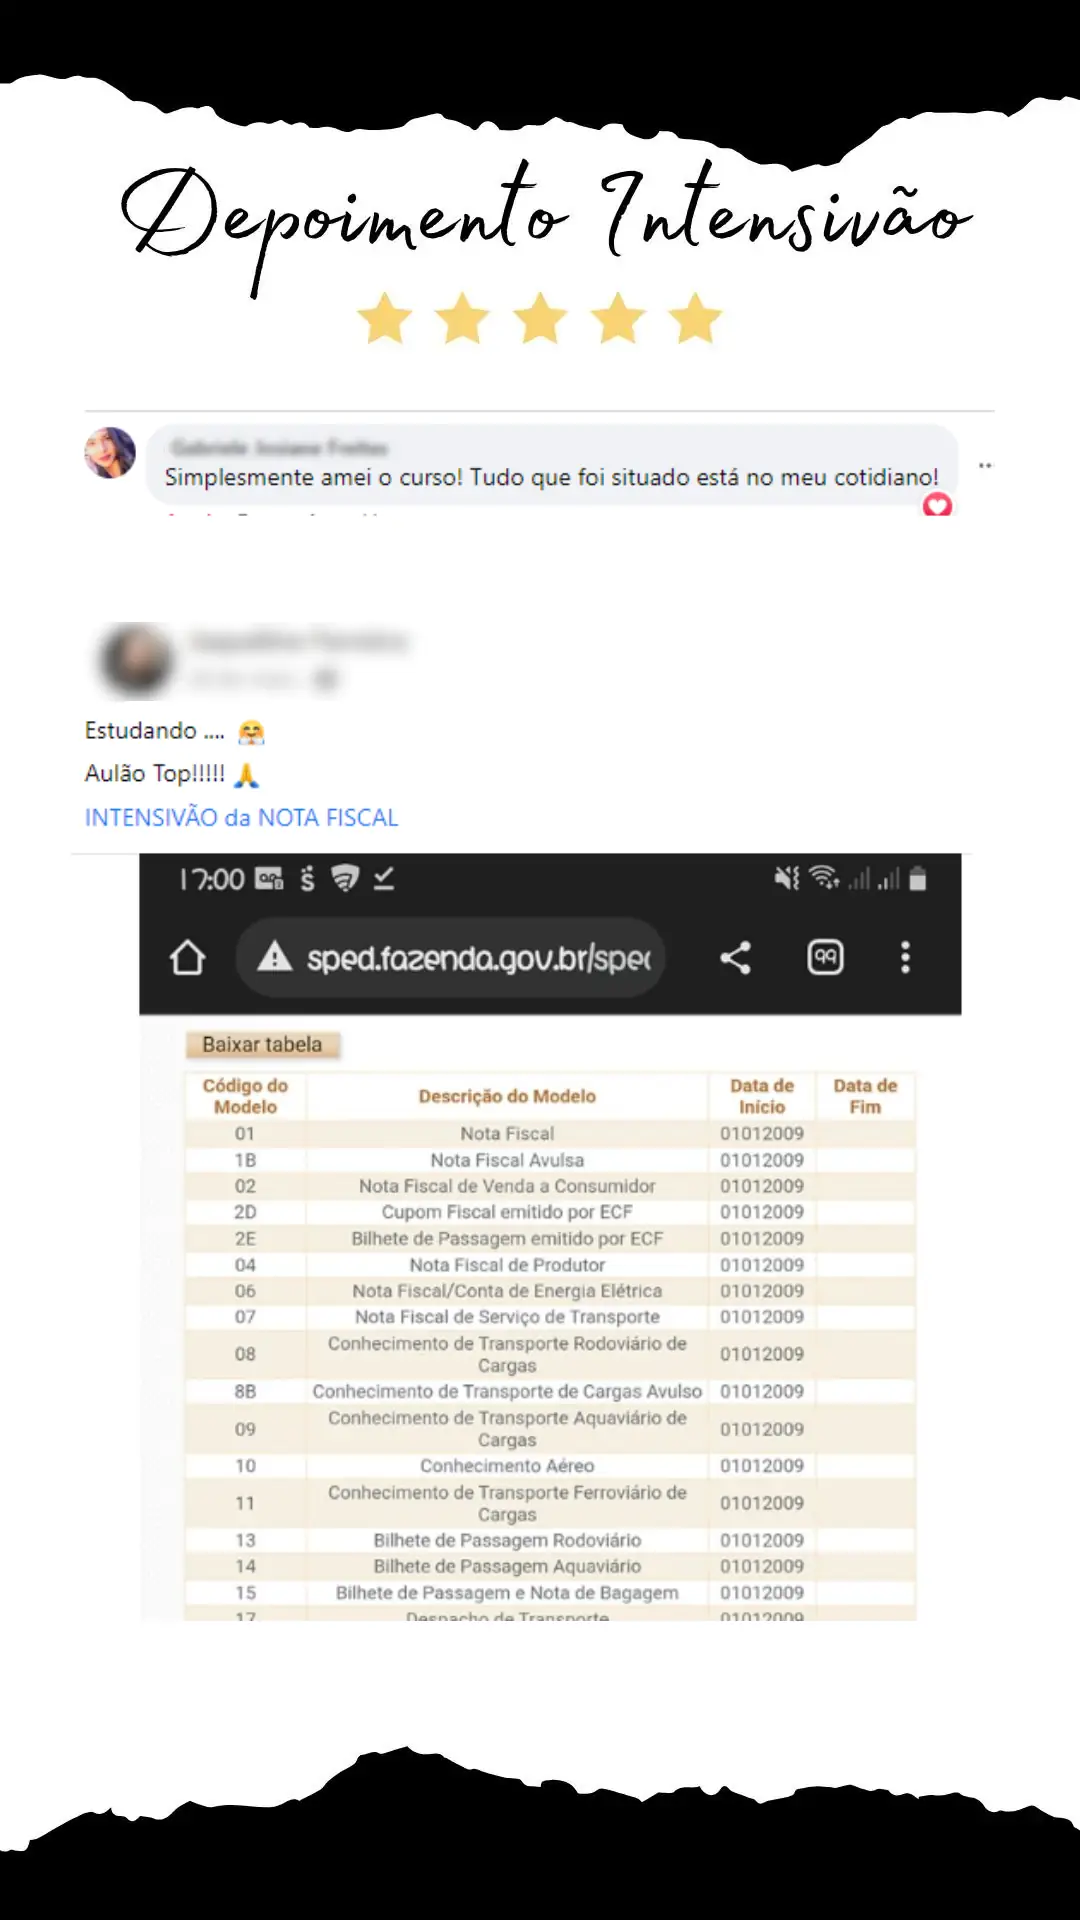 Depoimento Intensivão
Simplesmente amei o curso! Tudo que foi situado está no meu cotidiano!
Estudando ....
Aulão Top!!!!!
INTENSIVÃO da NOTA FISCAL
17:00
sped.fazenda.gov.br/sped
99
Baixar tabela
Código do Modelo Descrição do Modelo Data de Início Data de Fim
01 Nota Fiscal 01012009
1B Nota Fiscal Avulsa 01012009
02 Nota Fiscal de Venda a Consumidor 01012009
2D Cupom Fiscal emitido por ECF 01012009
2E Bilhete de Passagem emitido por ECF 01012009
04 Nota Fiscal de Produtor 01012009
06 Nota Fiscal/Conta de Energia Elétrica 01012009
07 Nota Fiscal de Serviço de Transporte 01012009
08 Conhecimento de Transporte Rodoviário de Cargas 01012009
8B Conhecimento de Transporte de Cargas Avulso 01012009
09 Conhecimento de Transporte Aquaviário de Cargas 01012009
10 Conhecimento Aéreo 01012009
11 Conhecimento de Transporte Ferroviário de Cargas 01012009
13 Bilhete de Passagem Rodoviário 01012009
14 Bilhete de Passagem Aquaviário 01012009
15 Bilhete de Passagem e Nota de Bagagem 01012009
17 Despacho de Transporte 01012009